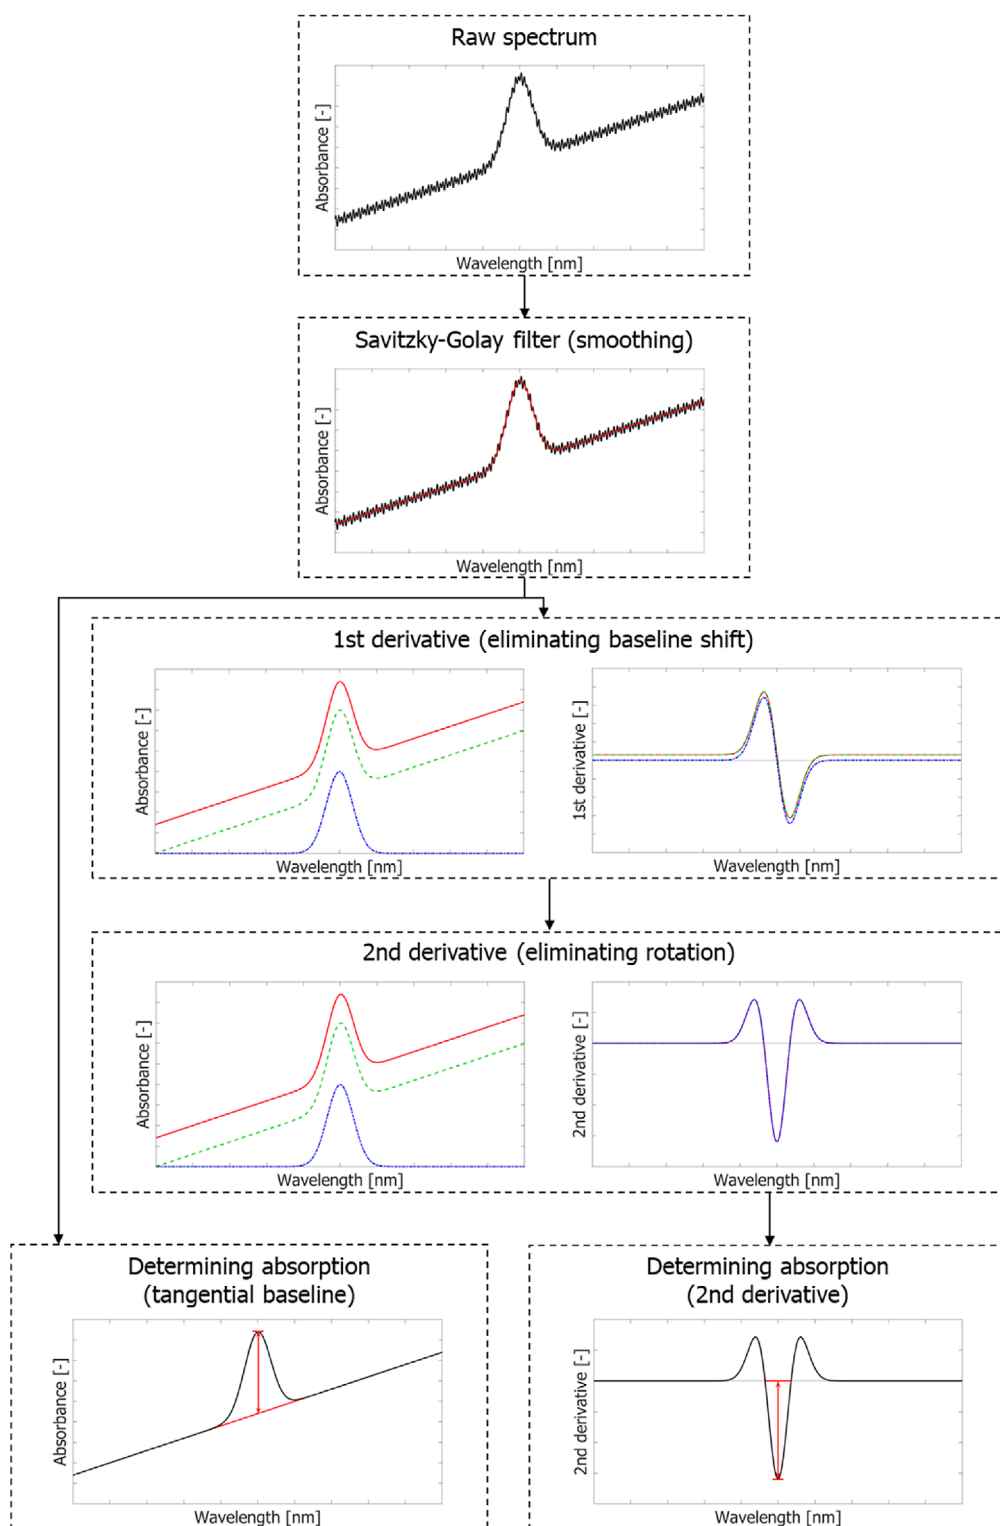 Raw spectrum
Absorbance [-]
Wavelength [nm]
Savitzky-Golay filter (smoothing)
Absorbance [-]
Wavelength [nm]
1st derivative (eliminating baseline shift)
Absorbance [-]
Wavelength [nm]
1st derivative [-]
Wavelength [nm]
2nd derivative (eliminating rotation)
Absorbance [-]
Wavelength [nm]
2nd derivative [-]
Wavelength [nm]
Determining absorption
(tangential baseline)
Absorbance [-]
Wavelength [nm]
Determining absorption
(2nd derivative)
2nd derivative [-]
Wavelength [nm]